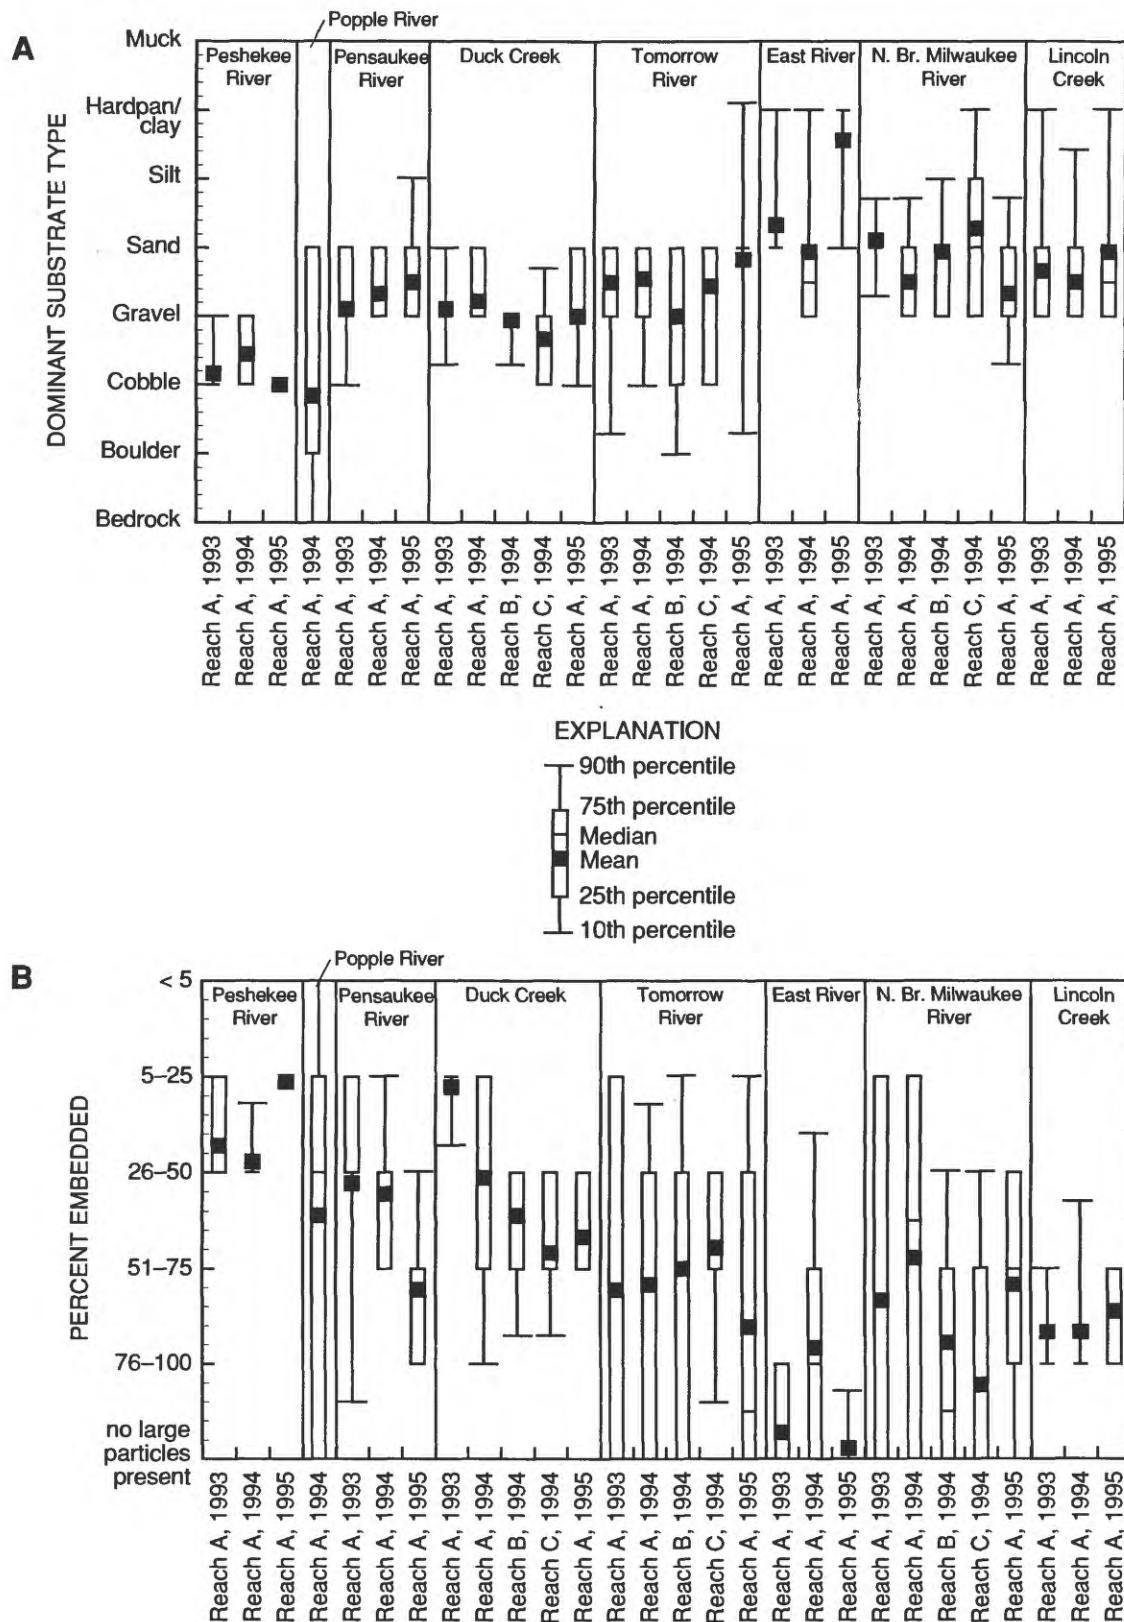 Popple River
A
Muck
Peshekee
River
Pensaukee
River
Duck Creek
Tomorrow
River
East River
N. Br. Milwaukee
River
Lincoln
Creek
DOMINANT SUBSTRATE TYPE
Hardpan/
clay
Silt
Sand
Gravel
Cobble
Boulder
Bedrock
Reach A, 1993
Reach A, 1994
Reach A, 1995
Reach A, 1994
Reach A, 1993
Reach A, 1994
Reach A, 1995
Reach A, 1993
Reach A, 1994
Reach B, 1994
Reach C, 1994
Reach A, 1995
Reach A, 1993
Reach A, 1994
Reach B, 1994
Reach C, 1994
Reach A, 1995
Reach A, 1993
Reach A, 1994
Reach A, 1995
Reach A, 1993
Reach A, 1994
Reach B, 1994
Reach C, 1994
Reach A, 1995
Reach A, 1993
Reach A, 1994
Reach A, 1995
EXPLANATION
90th percentile
75th percentile
Median
Mean
25th percentile
10th percentile
Popple River
B
< 5
Peshekee
River
Pensaukee
River
Duck Creek
Tomorrow
River
East River
N. Br. Milwaukee
River
Lincoln
Creek
PERCENT EMBEDDED
5–25
26–50
51–75
76–100
no large
particles
present
Reach A, 1993
Reach A, 1994
Reach A, 1995
Reach A, 1994
Reach A, 1993
Reach A, 1994
Reach A, 1995
Reach A, 1993
Reach A, 1994
Reach B, 1994
Reach C, 1994
Reach A, 1995
Reach A, 1993
Reach A, 1994
Reach B, 1994
Reach C, 1994
Reach A, 1995
Reach A, 1993
Reach A, 1994
Reach A, 1995
Reach A, 1993
Reach A, 1994
Reach B, 1994
Reach C, 1994
Reach A, 1995
Reach A, 1993
Reach A, 1994
Reach A, 1995